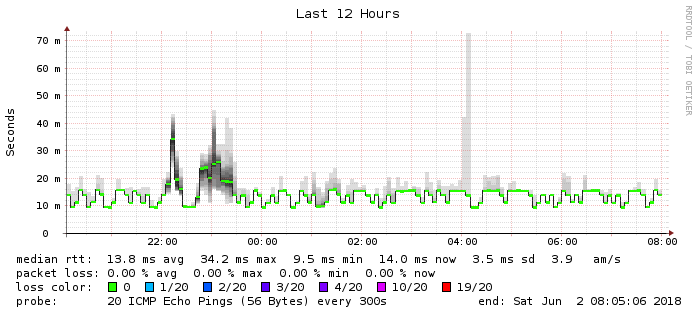 Last 12 Hours
RRDTOOL / TOBI OETIKER
Seconds
70 m
60 m
50 m
40 m
30 m
20 m
10 m
0
22:00 00:00 02:00 04:00 06:00 08:00
median rtt: 13.8 ms avg 34.2 ms max 9.5 ms min 14.0 ms now 3.5 ms sd 3.9 am/s
packet loss: 0.00 % avg 0.00 % max 0.00 % min 0.00 % now
loss color: 0 1/20 2/20 3/20 4/20 10/20 19/20
probe: 20 ICMP Echo Pings (56 Bytes) every 300s end: Sat Jun 2 08:05:06 2018